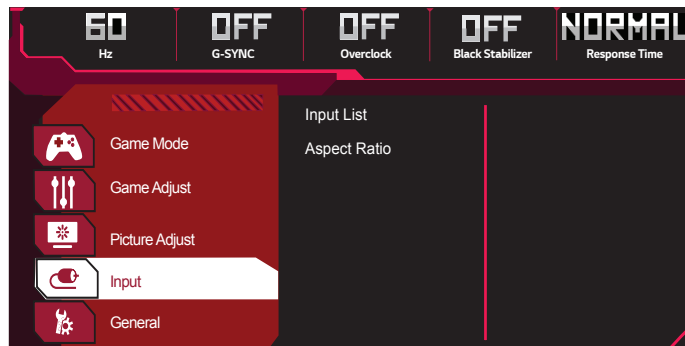 60 OFF OFF OFF NORMAL
Hz G-SYNC Overclock Black Stabilizer Response Time
Input List
Game Mode
Aspect Ratio
Game Adjust
Picture Adjust
Input
General